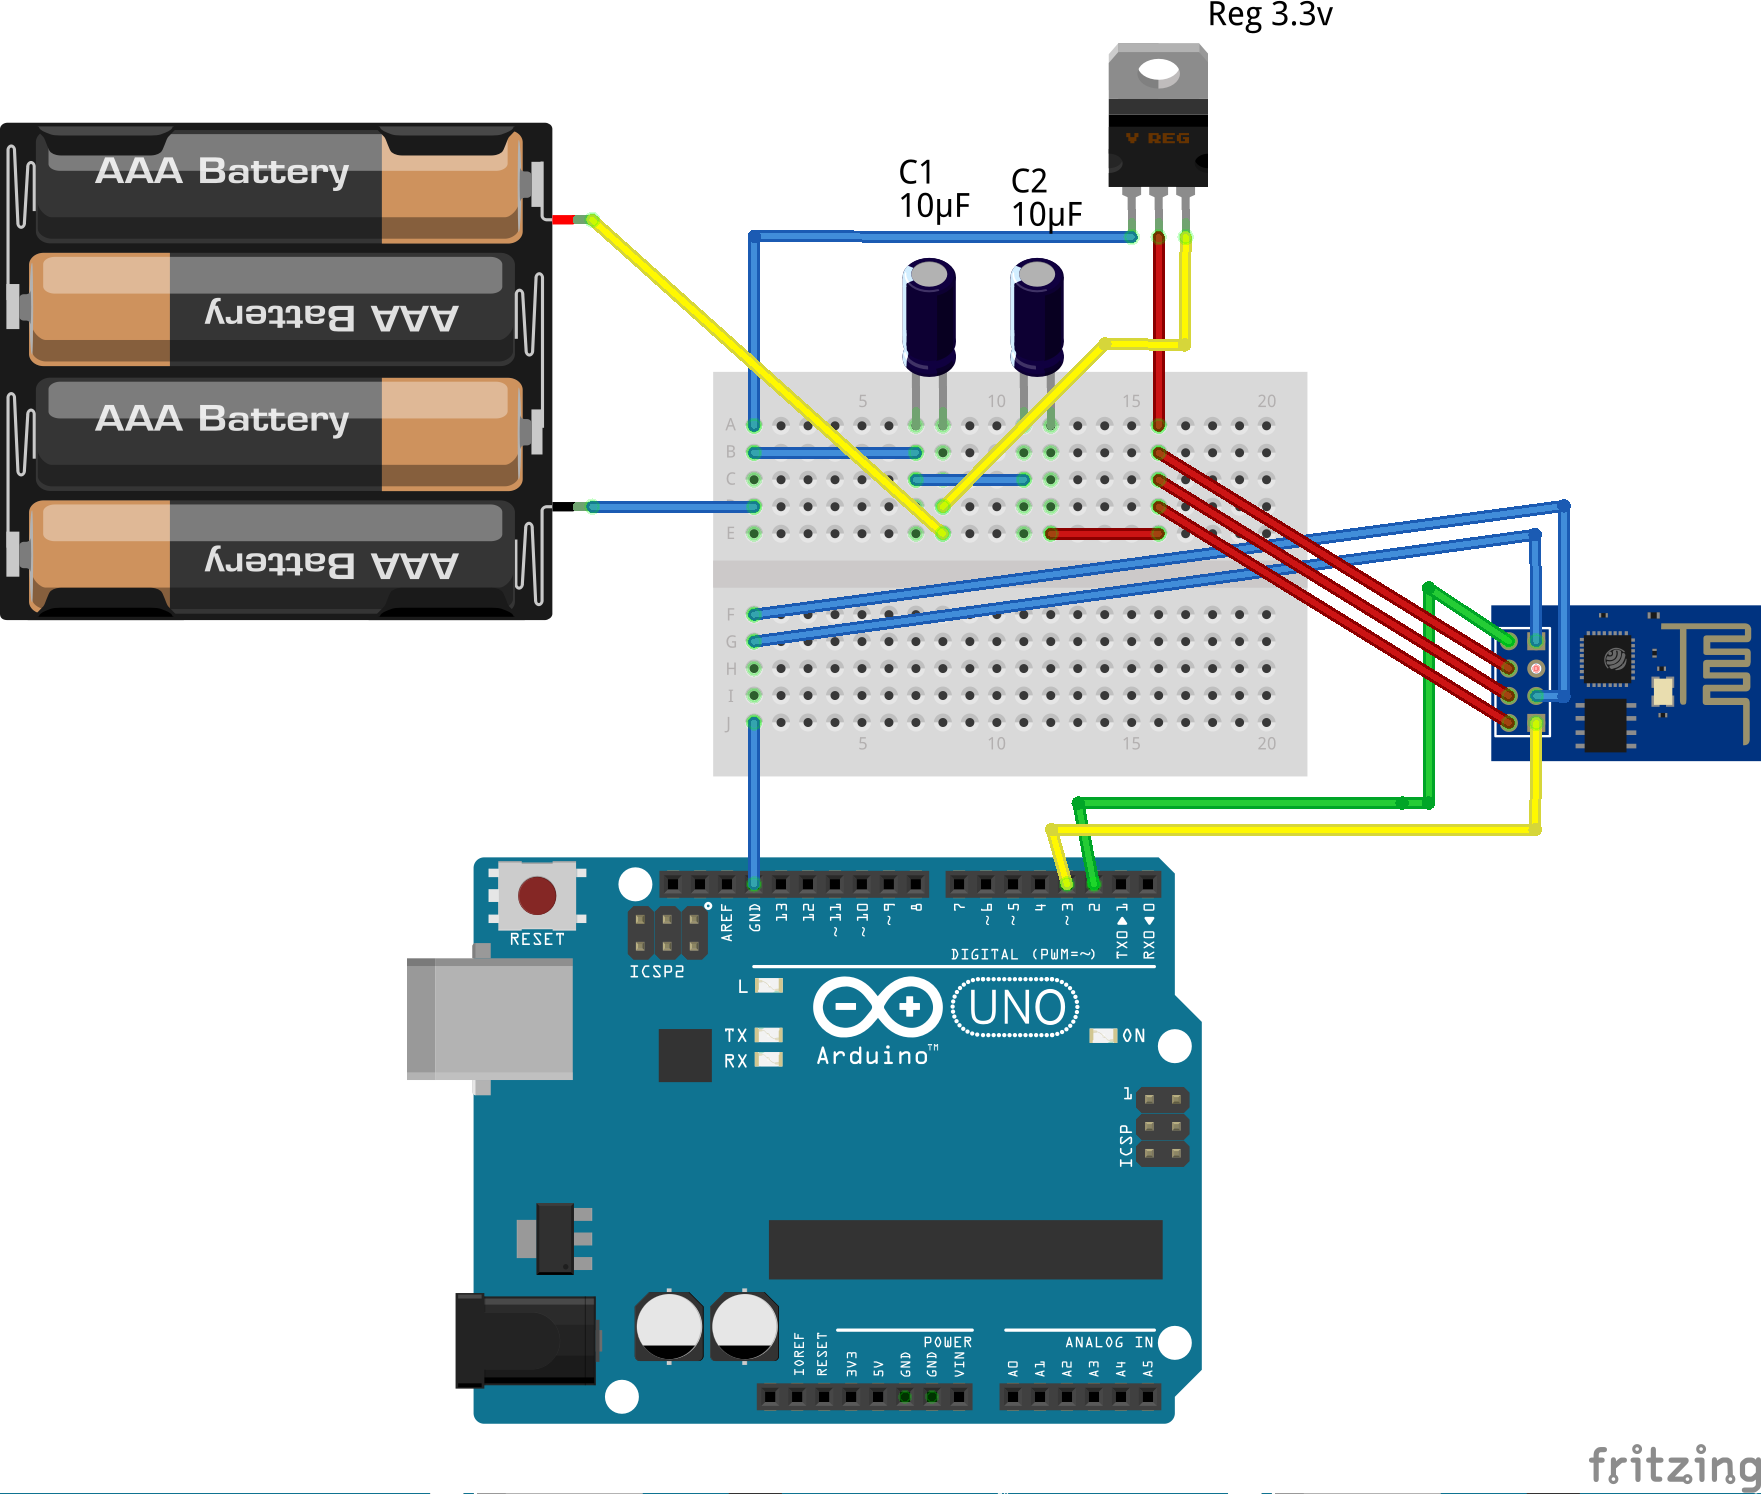 Reg 3.3v
V REG
C1
10µF
C2
10µF
AAA Battery
AAA Battery
AAA Battery
AAA Battery
5 10 15 20
A
B
C
E
F
G
H
I
J
5 10 15 20
RESET
ICSP2
AREF
GND
13
12
~11
~10
~9
8
7
~6
~5
4
~3
2
TX0▶1
RX0◀0
DIGITAL (PWM=~)
L
TX
RX
Arduino™
UNO
ON
1
ICSP
IOREF
RESET
3V3
5V
GND
GND
VIN
POWER
ANALOG IN
A0
A1
A2
A3
A4
A5
fritzing